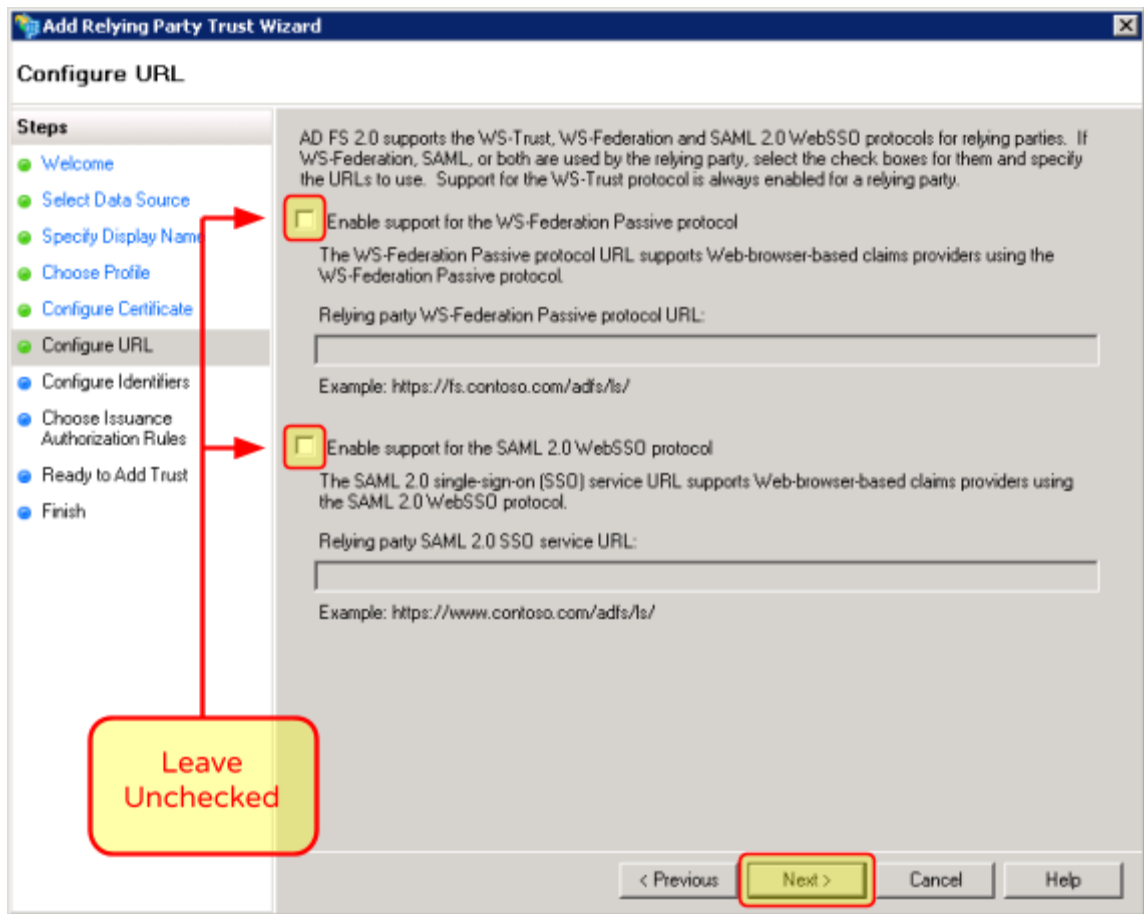 Add Relying Party Trust Wizard
Configure URL
Steps
Welcome
Select Data Source
Specify Display Name
Choose Profile
Configure Certificate
Configure URL
Configure Identifiers
Choose Issuance
Authorization Rules
Ready to Add Trust
Finish
AD FS 2.0 supports the WS-Trust, WS-Federation and SAML 2.0 WebSSO protocols for relying parties. If
WS-Federation, SAML, or both are used by the relying party, select the check boxes for them and specify
the URLs to use. Support for the WS-Trust protocol is always enabled for a relying party.
Enable support for the WS-Federation Passive protocol
The WS-Federation Passive protocol URL supports Web-browser-based claims providers using the
WS-Federation Passive protocol.
Relying party WS-Federation Passive protocol URL:
Example: https://fs.contoso.com/adfs/ls/
Enable support for the SAML 2.0 WebSSO protocol
The SAML 2.0 single-sign-on (SSO) service URL supports Web-browser-based claims providers using
the SAML 2.0 WebSSO protocol.
Relying party SAML 2.0 SSO service URL:
Example: https://www.contoso.com/adfs/ls/
Leave
Unchecked
< Previous
Next >
Cancel
Help